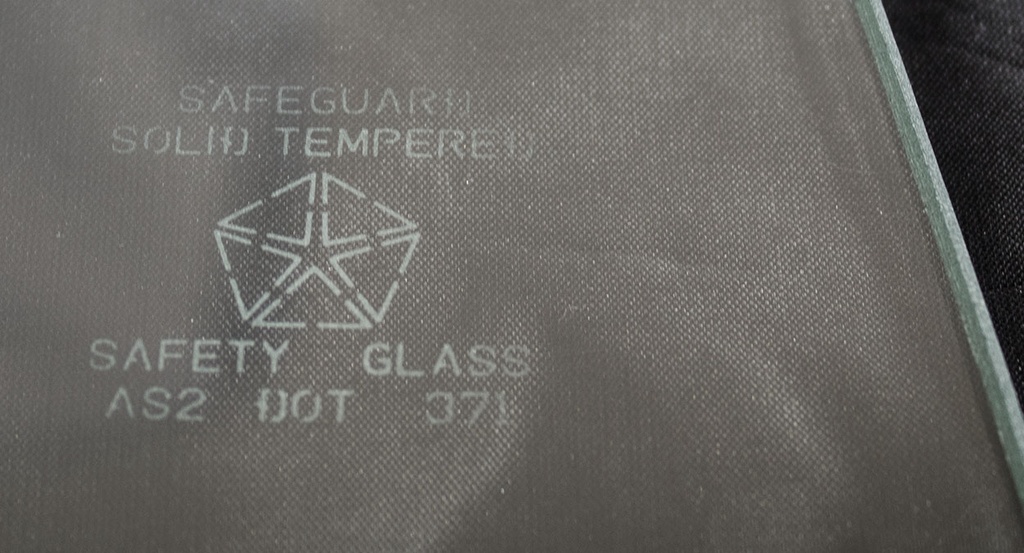 SAFEGUARD
SOLID TEMPERED
SAFETY GLASS
AS2 DOT 371